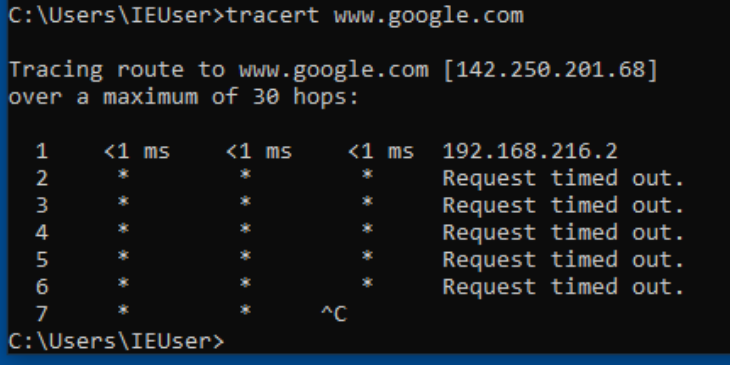 C:\Users\IEUser>tracert www.google.com
Tracing route to www.google.com [142.250.201.68]
over a maximum of 30 hops:
1 <1 ms <1 ms <1 ms 192.168.216.2
2 * * * Request timed out.
3 * * * Request timed out.
4 * * * Request timed out.
5 * * * Request timed out.
6 * * * Request timed out.
7 * * ^C
C:\Users\IEUser>